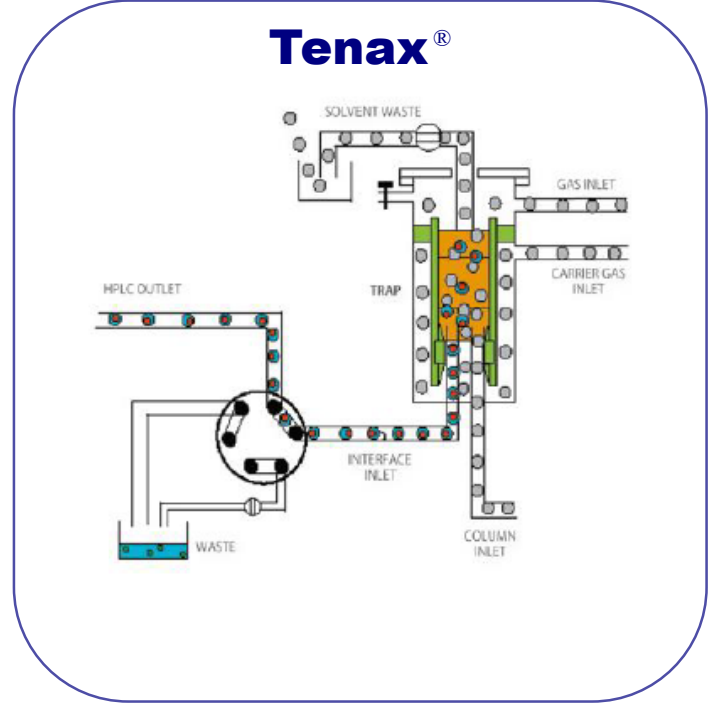 Tenax®
SOLVENT WASTE
GAS INLET
CARRIER GAS
INLET
HPLC OUTLET
TRAP
INTERFACE
INLET
COLUMN
INLET
WASTE